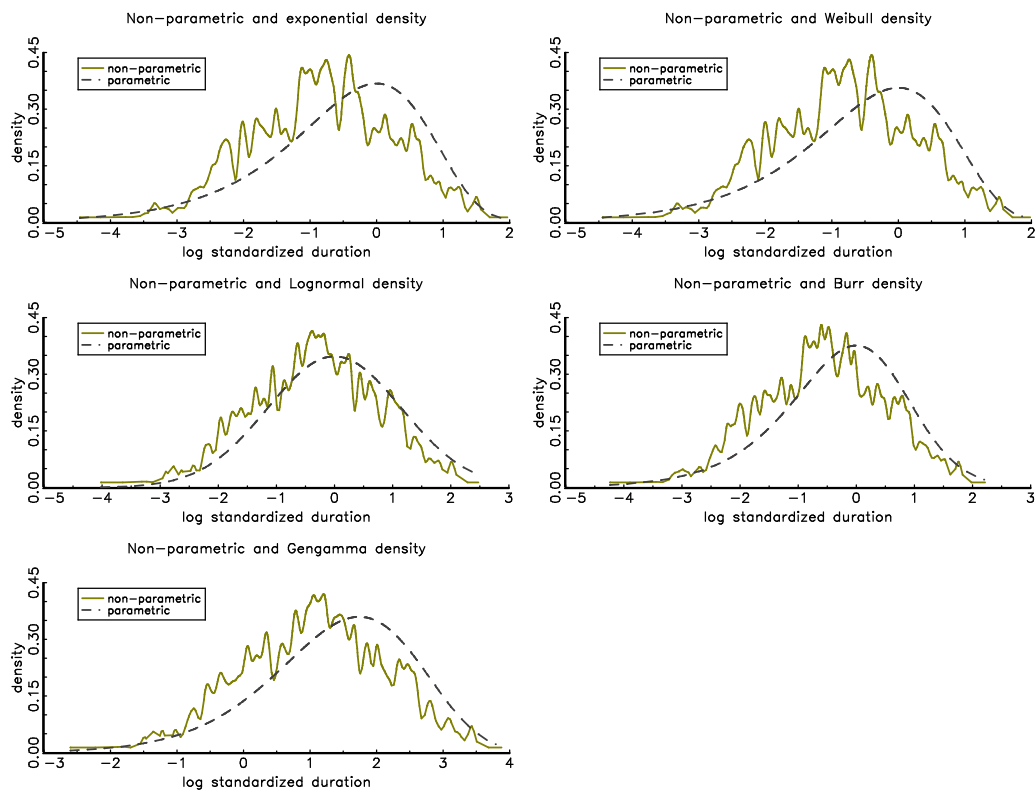 Non-parametric and exponential density
density
0.45
0.30
0.15
0.00
non-parametric
parametric
-5 -4 -3 -2 -1 0 1 2
log standardized duration
Non-parametric and Weibull density
density
0.45
0.30
0.15
0.00
non-parametric
parametric
-5 -4 -3 -2 -1 0 1 2
log standardized duration
Non-parametric and Lognormal density
density
0.45
0.30
0.15
0.00
non-parametric
parametric
-5 -4 -3 -2 -1 0 1 2 3
log standardized duration
Non-parametric and Burr density
density
0.45
0.30
0.15
0.00
non-parametric
parametric
-5 -4 -3 -2 -1 0 1 2 3
log standardized duration
Non-parametric and Gengamma density
density
0.45
0.30
0.15
0.00
non-parametric
parametric
-3 -2 -1 0 1 2 3 4
log standardized duration